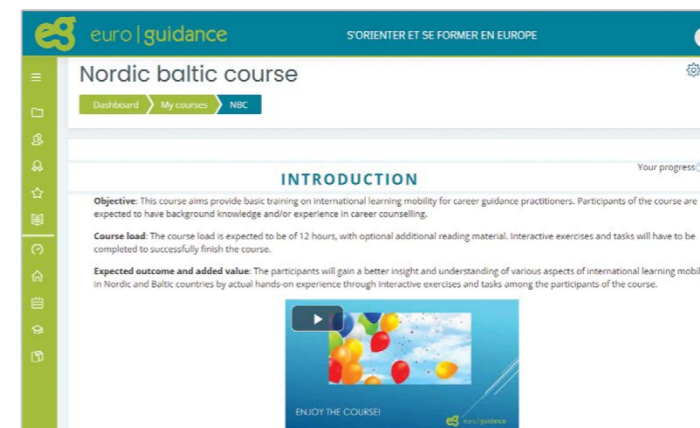 eg euro|guidance S'ORIENTER ET SE FORMER EN EUROPE
Nordic baltic course
Dashboard My courses NBC
Your progress
INTRODUCTION
Objective: This course aims provide basic training on international learning mobility for career guidance practitioners. Participants of the course are
expected to have background knowledge and/or experience in career counselling.
Course load: The course load is expected to be of 12 hours, with optional additional reading material. Interactive exercises and tasks will have to be
completed to successfully finish the course.
Expected outcome and added value: The participants will gain a better insight and understanding of various aspects of international learning mobil
in Nordic and Baltic countries by actual hands-on experience through interactive exercises and tasks among the participants of the course.
ENJOY THE COURSE!
eg euro|guidance